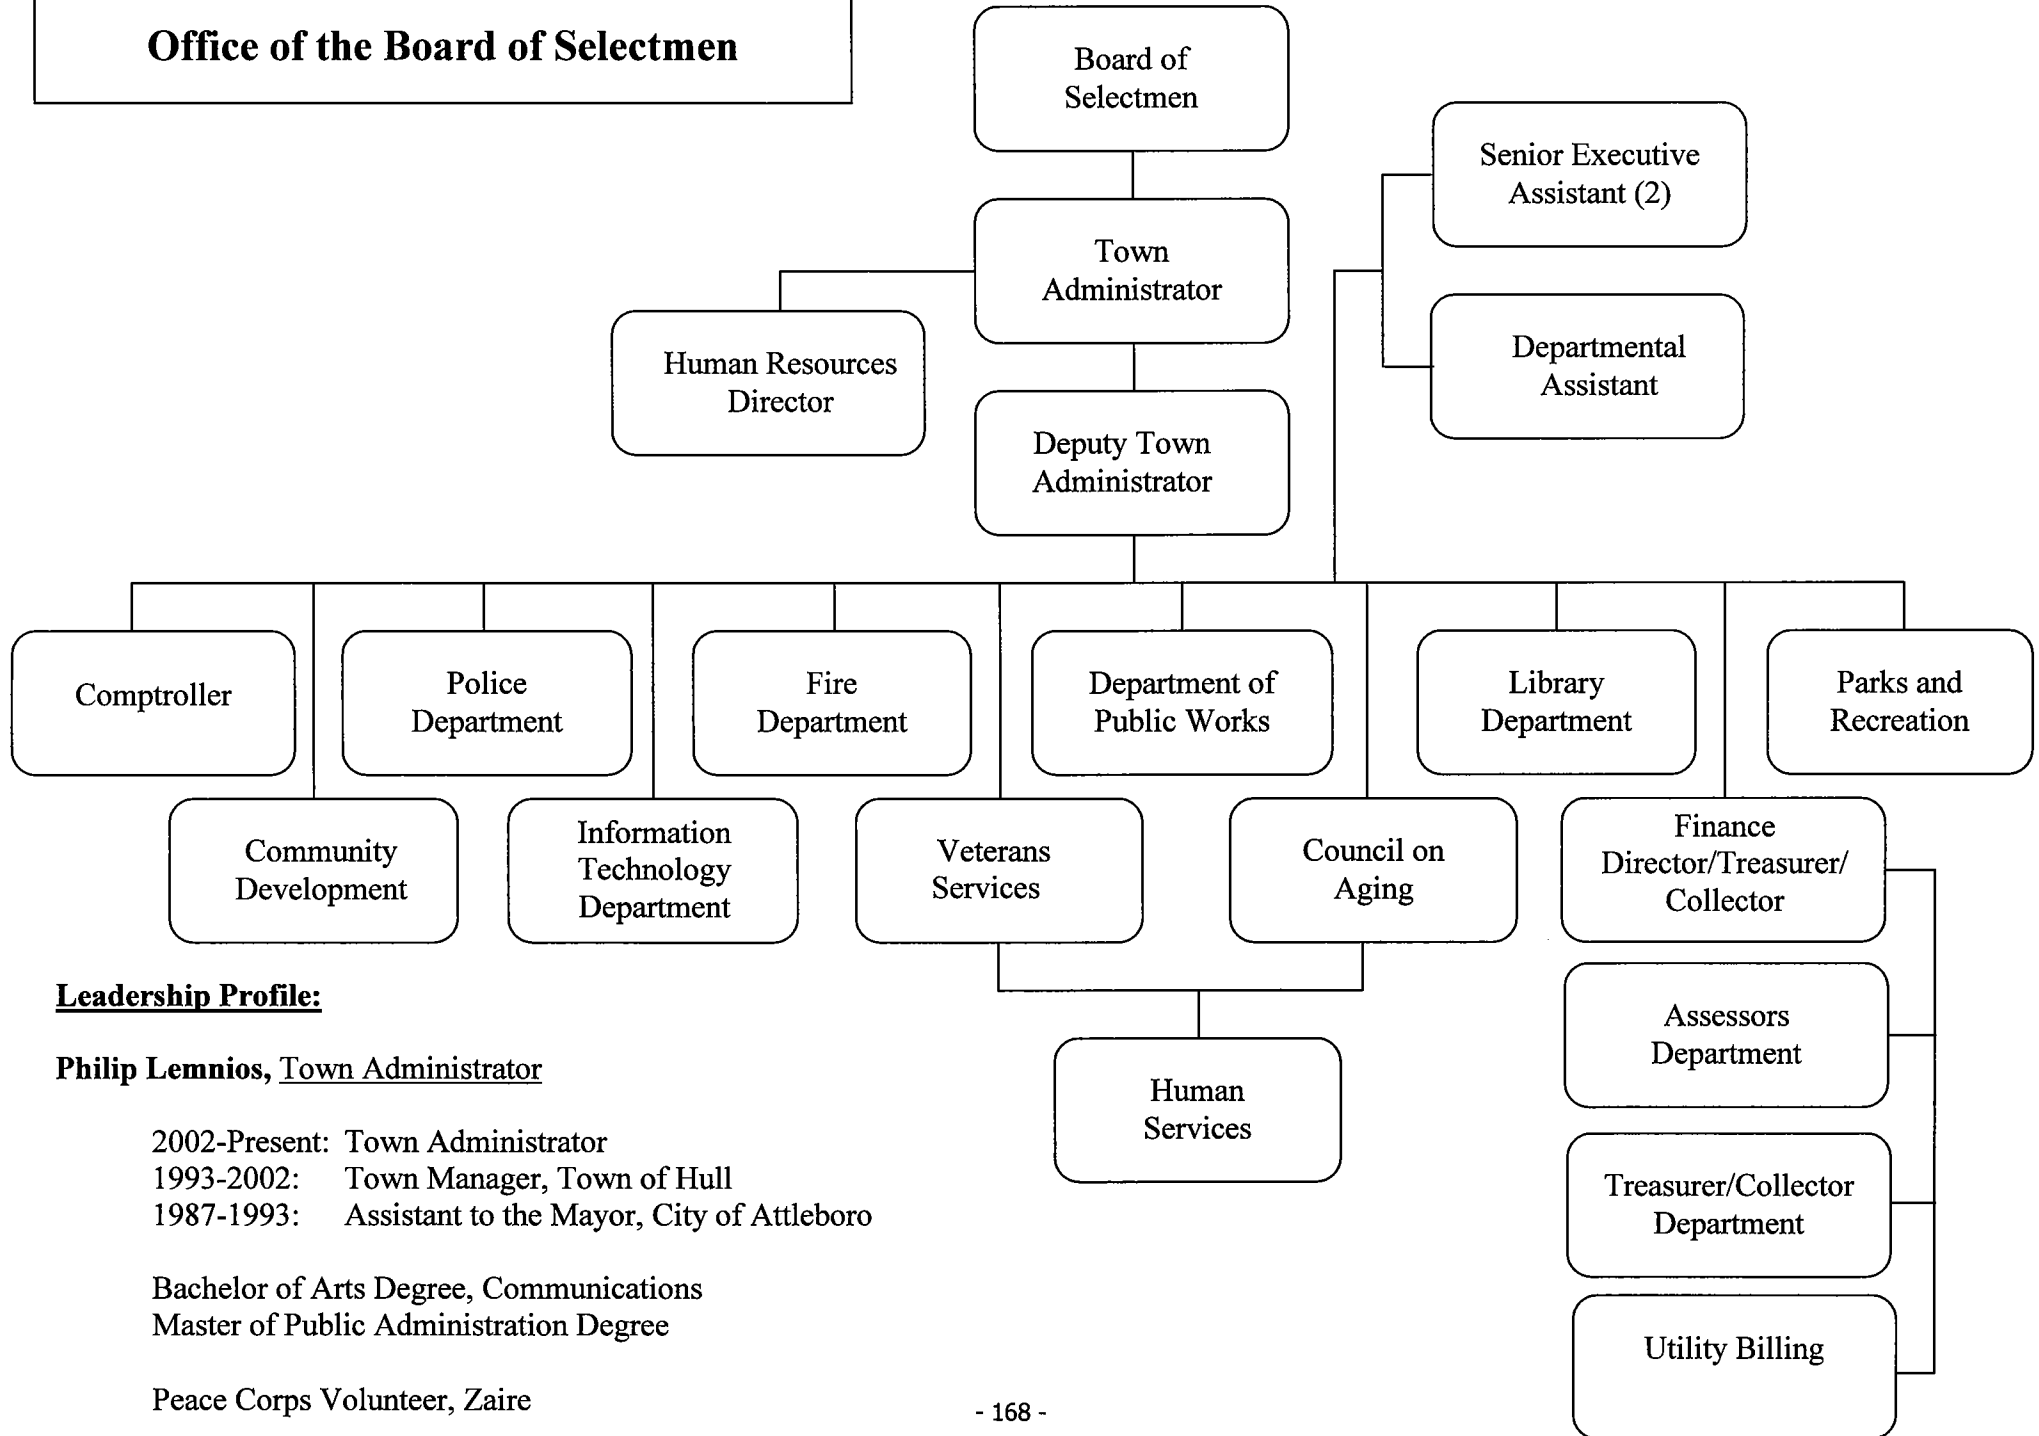 Office of the Board of Selectmen
Board of
Selectmen
Senior Executive
Assistant (2)
Town
Administrator
Human Resources
Director
Departmental
Assistant
Deputy Town
Administrator
Comptroller
Police
Department
Fire
Department
Department of
Public Works
Library
Department
Parks and
Recreation
Community
Development
Information
Technology
Department
Veterans
Services
Council on
Aging
Finance
Director/Treasurer/
Collector
Assessors
Department
Treasurer/Collector
Department
Utility Billing
Human
Services
Leadership Profile:
Philip Lemnios, Town Administrator
2002-Present: Town Administrator
1993-2002: Town Manager, Town of Hull
1987-1993: Assistant to the Mayor, City of Attleboro
Bachelor of Arts Degree, Communications
Master of Public Administration Degree
Peace Corps Volunteer, Zaire
- 168 -